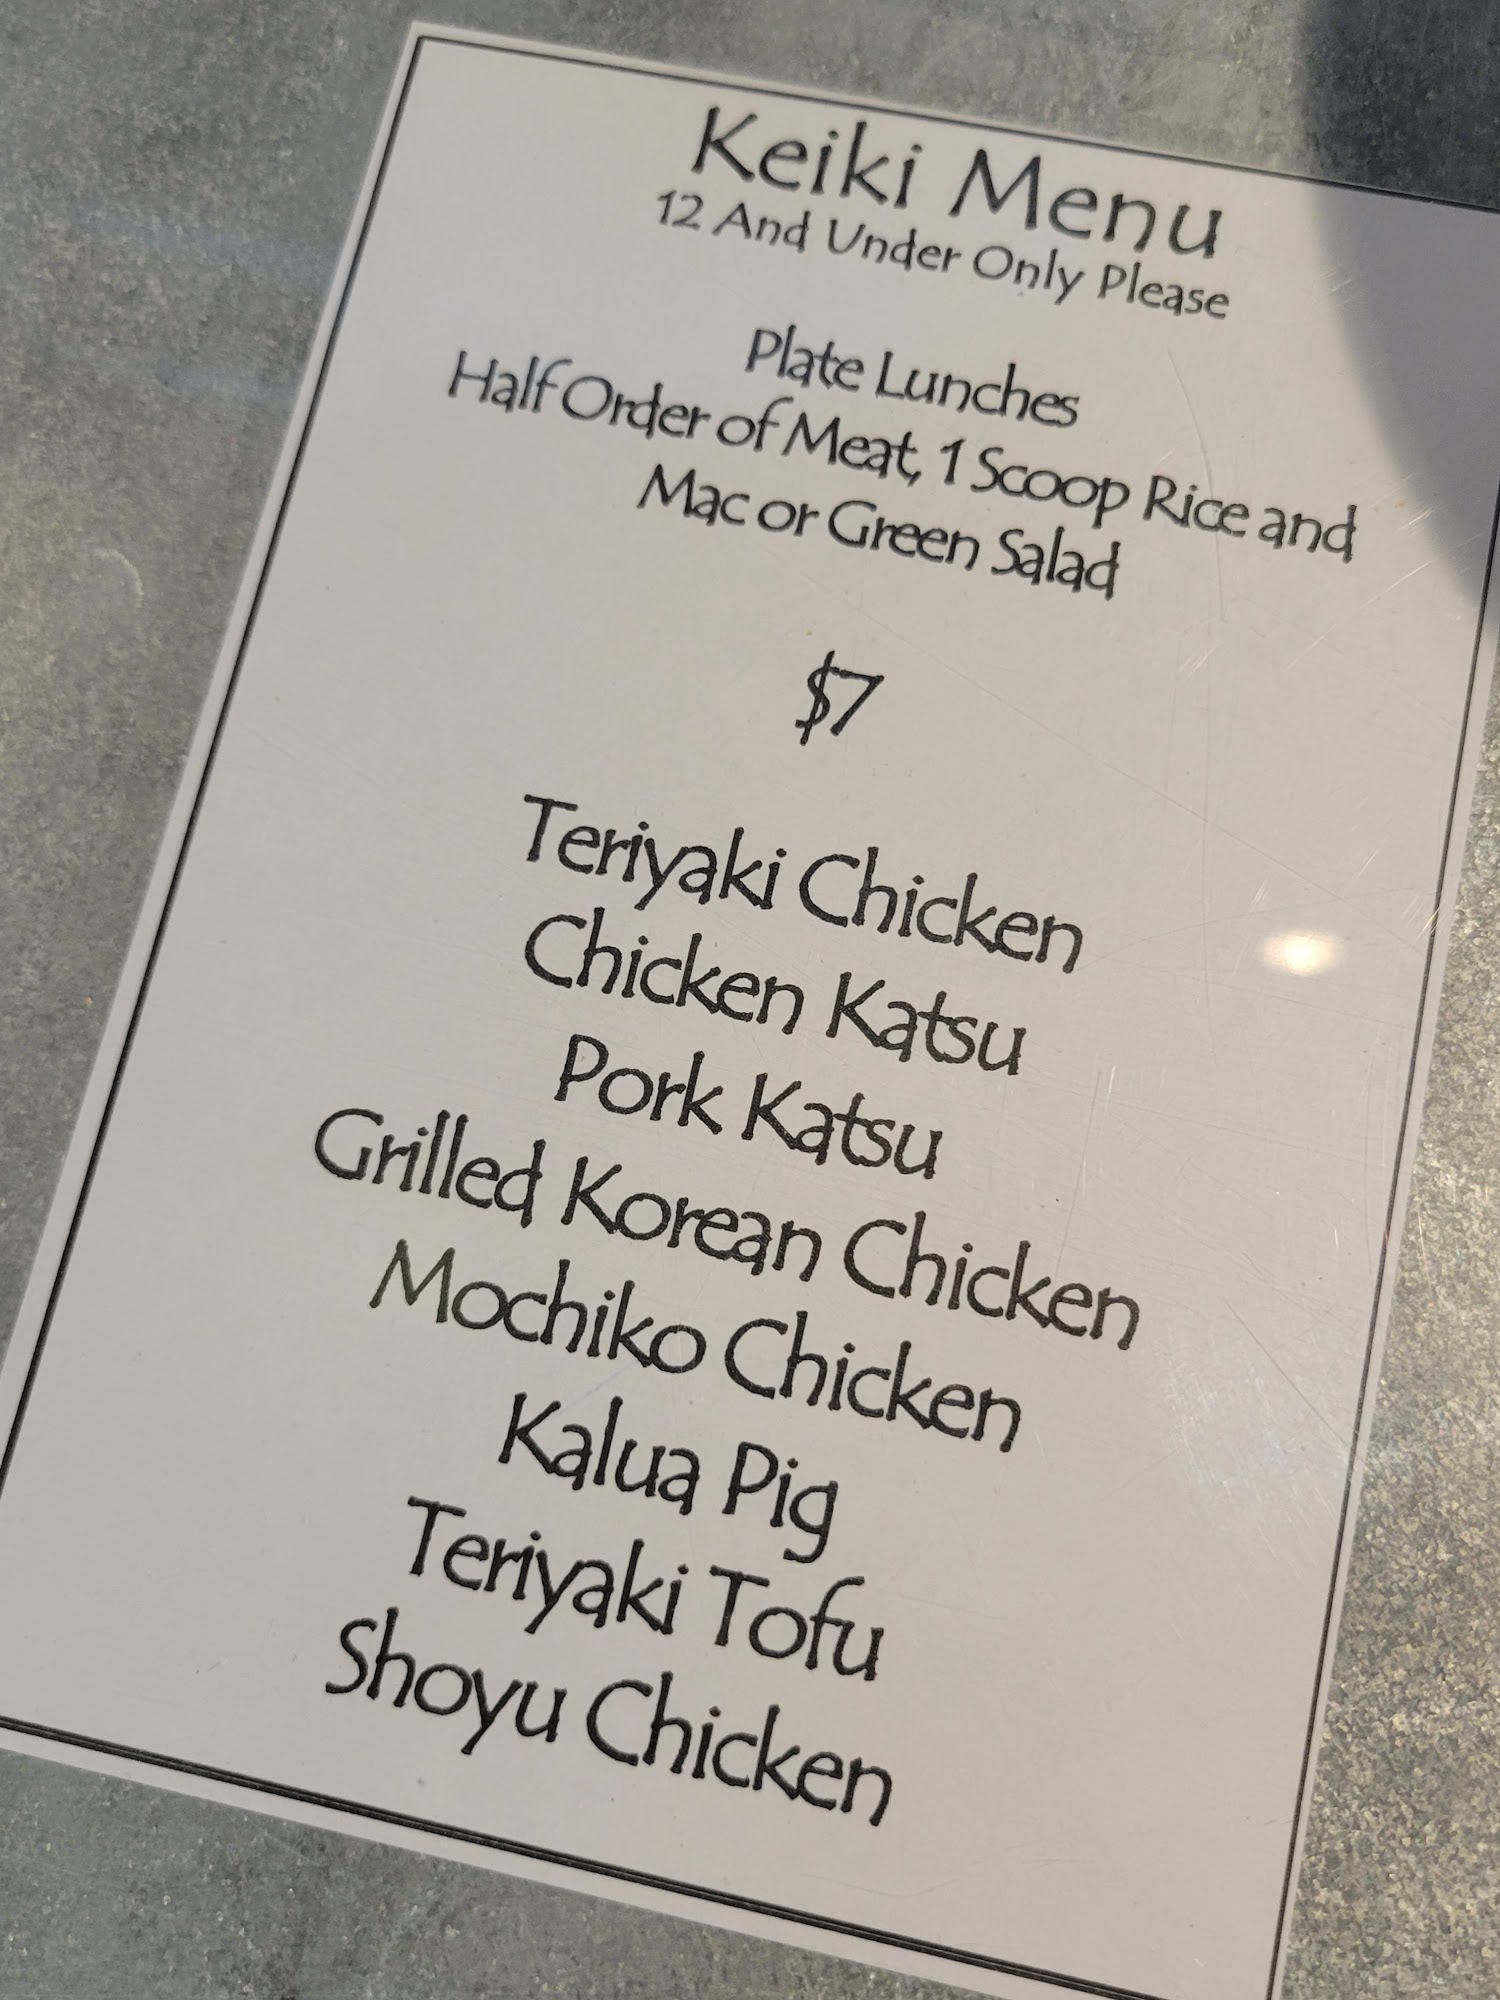 Keiki Menu
12 And Under Only Please
Plate Lunches
Half Order of Meat, 1 Scoop Rice and
Mac or Green Salad
$7
Teriyaki Chicken
Chicken Katsu
Pork Katsu
Grilled Korean Chicken
Mochiko Chicken
Kalua Pig
Teriyaki Tofu
Shoyu Chicken